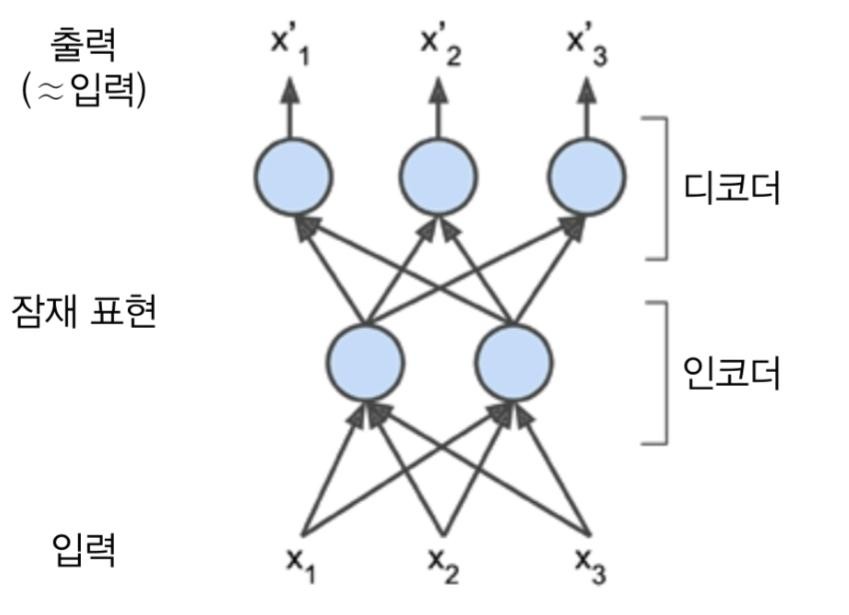 출력
(≈입력)
x'₁ x'₂ x'₃
디코더
잠재 표현
인코더
입력
x₁ x₂ x₃